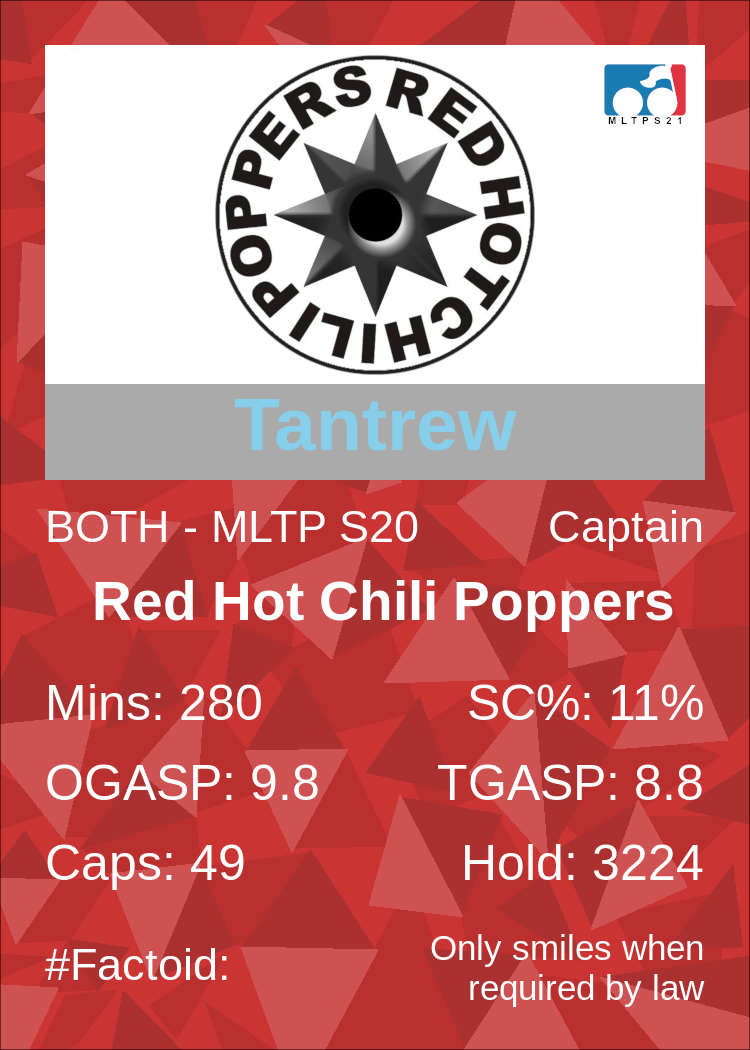 RED HOT CHILI POPPERS
MLTPS21
Tantrew
BOTH - MLTP S20 Captain
Red Hot Chili Poppers
Mins: 280 SC%: 11%
OGASP: 9.8 TGASP: 8.8
Caps: 49 Hold: 3224
#Factoid: Only smiles when
required by law